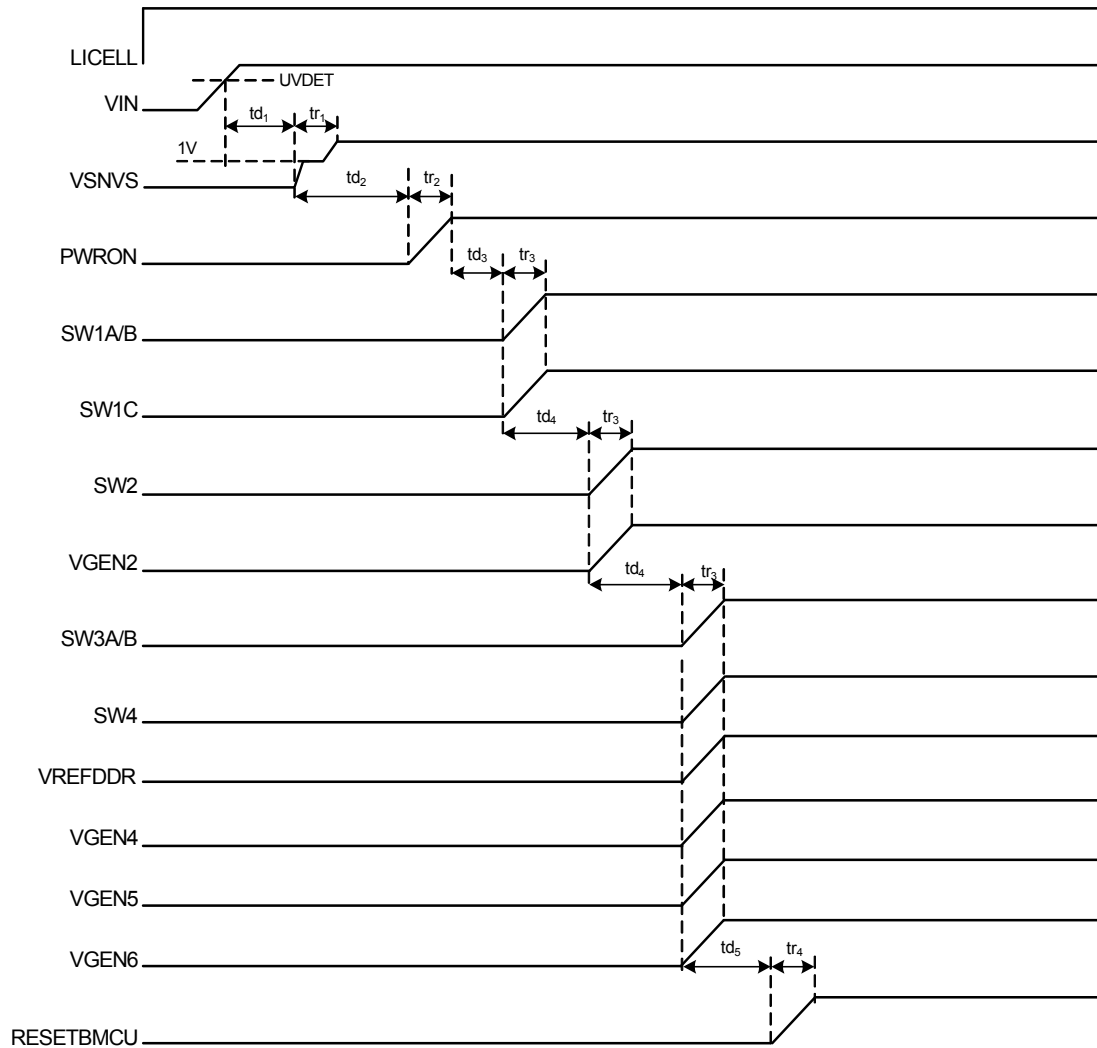 LICELL
UVDET
VIN
td₁ tr₁
1V
VSNVS
td₂ tr₂
PWRON
td₃ tr₃
SW1A/B
SW1C
td₄ tr₃
SW2
VGEN2
td₄ tr₃
SW3A/B
SW4
VREFDDR
VGEN4
VGEN5
VGEN6
td₅ tr₄
RESETBMCU